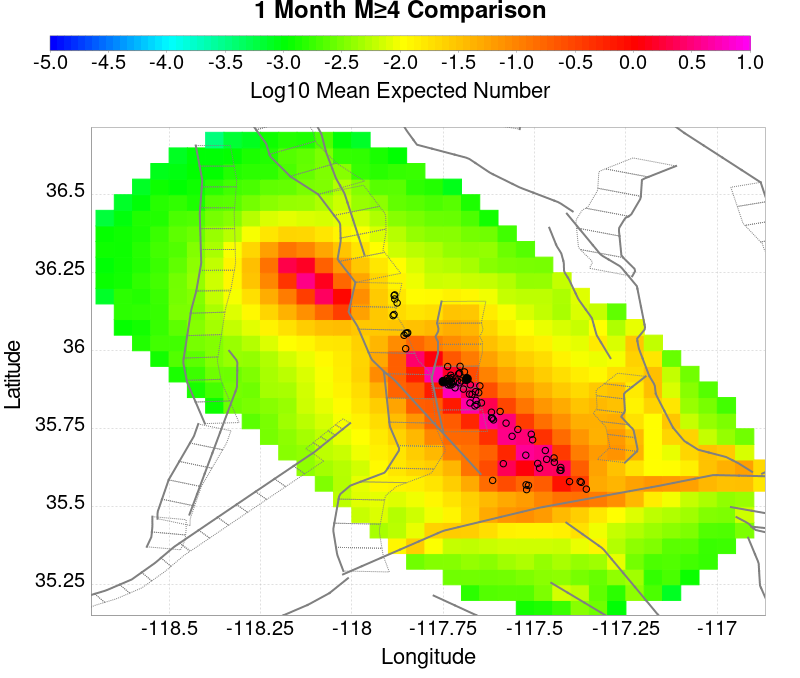 1 Month M≥4 Comparison
-5.0 -4.5 -4.0 -3.5 -3.0 -2.5 -2.0 -1.5 -1.0 -0.5 0.0 0.5 1.0
Log10 Mean Expected Number
36.5
36.25
36
35.75
35.5
35.25
Latitude
-118.5 -118.25 -118 -117.75 -117.5 -117.25 -117
Longitude